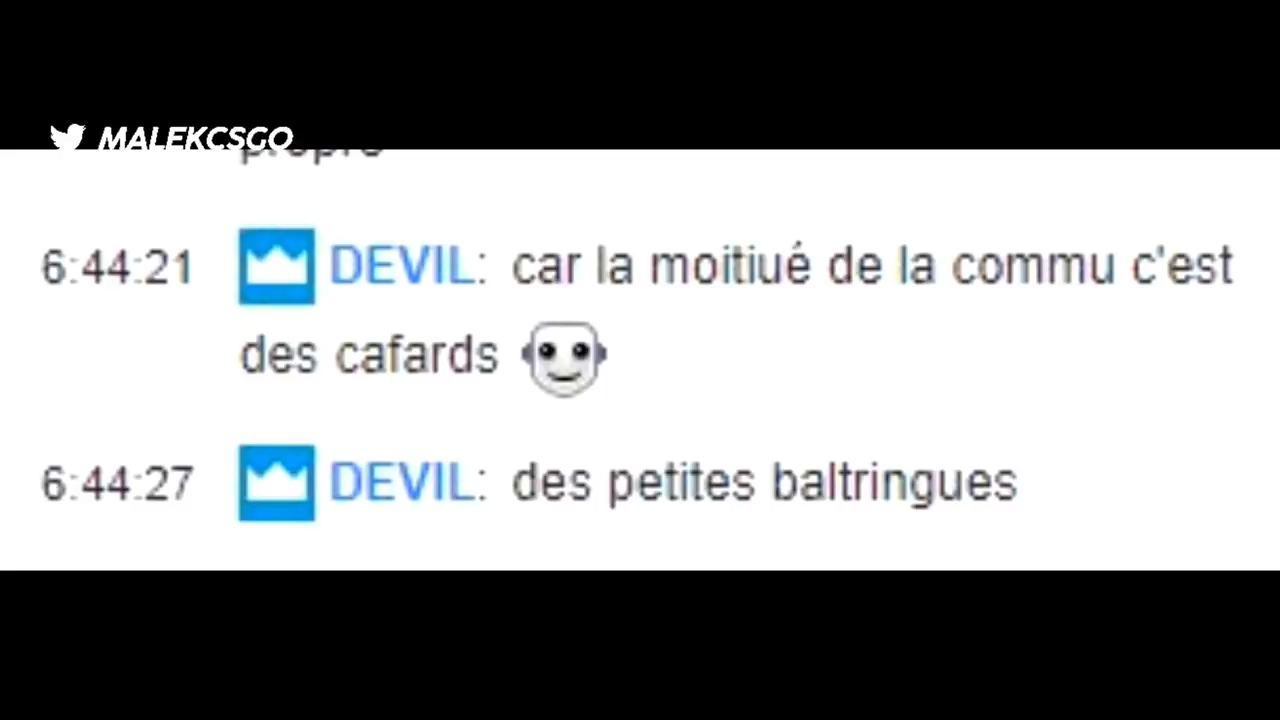 MALEKCSGO
propre
6:44:21 DEVIL: car la moitiué de la commu c'est
des cafards
6:44:27 DEVIL: des petites baltringues